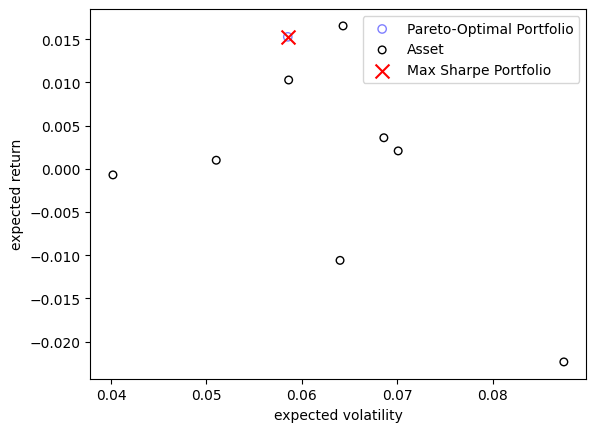 Pareto-Optimal Portfolio
Asset
Max Sharpe Portfolio
expected return
0.015
0.010
0.005
0.000
−0.005
−0.010
−0.015
−0.020
0.04 0.05 0.06 0.07 0.08
expected volatility